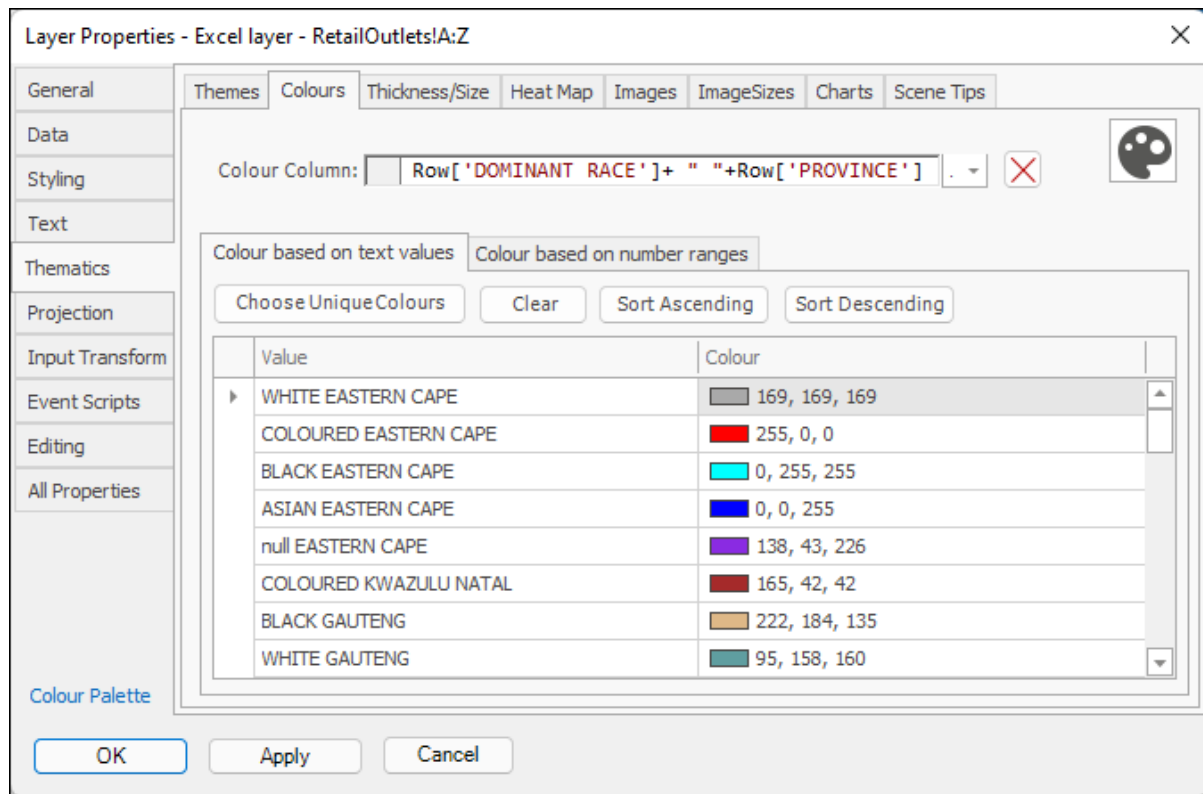 Layer Properties - Excel layer - RetailOutlets!A:Z
General
Data
Styling
Text
Thematics
Projection
Input Transform
Event Scripts
Editing
All Properties
Colour Palette
Themes Colours Thickness/Size Heat Map Images ImageSizes Charts Scene Tips
Colour Column: Row['DOMINANT RACE']+ " "+Row['PROVINCE'] .
Colour based on text values Colour based on number ranges
Choose Unique Colours Clear Sort Ascending Sort Descending
Value Colour
WHITE EASTERN CAPE 169, 169, 169
COLOURED EASTERN CAPE 255, 0, 0
BLACK EASTERN CAPE 0, 255, 255
ASIAN EASTERN CAPE 0, 0, 255
null EASTERN CAPE 138, 43, 226
COLOURED KWAZULU NATAL 165, 42, 42
BLACK GAUTENG 222, 184, 135
WHITE GAUTENG 95, 158, 160
OK Apply Cancel